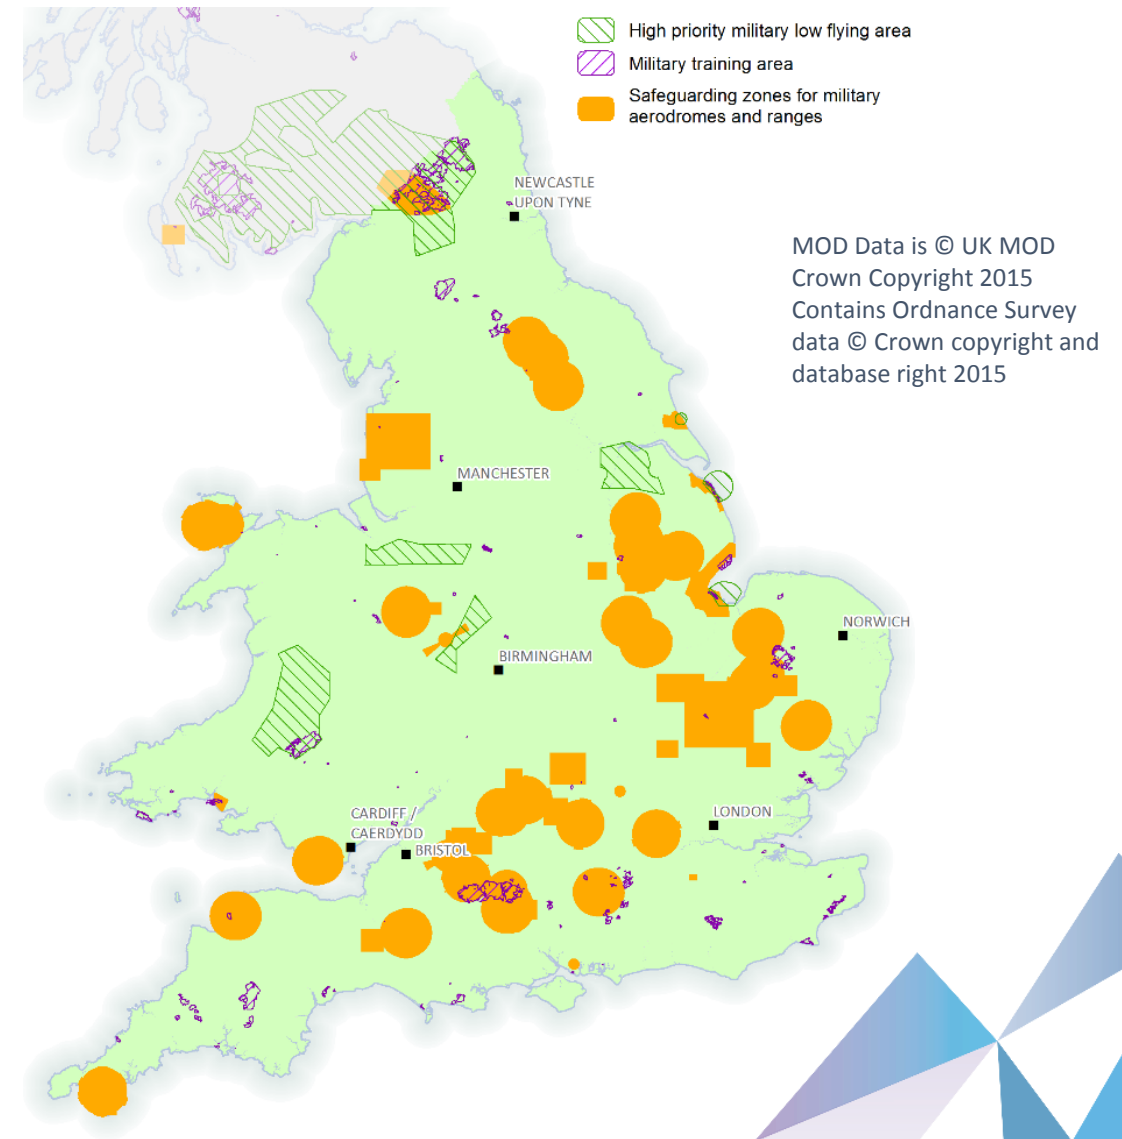 High priority military low flying area
Military training area
Safeguarding zones for military
aerodromes and ranges
NEWCASTLE
UPON TYNE
MOD Data is © UK MOD
Crown Copyright 2015
Contains Ordnance Survey
data © Crown copyright and
database right 2015
MANCHESTER
NORWICH
BIRMINGHAM
CARDIFF /
CAERDYDD
LONDON
BRISTOL